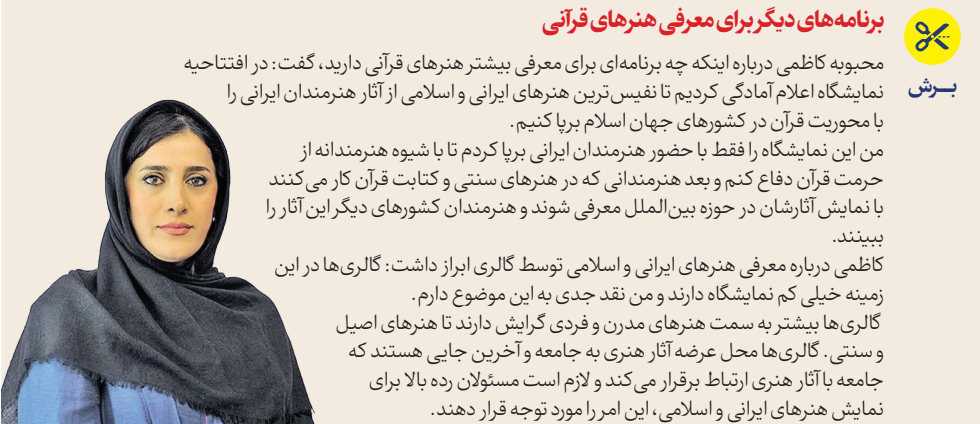 برنامه‌های دیگر برای معرفی هنرهای قرآنی
بـرش
محبوبه کاظمی درباره اینکه چه برنامه‌ای برای معرفی بیشتر هنرهای قرآنی دارید، گفت: در افتتاحیه
نمایشگاه اعلام آمادگی کردیم تا نفیس‌ترین هنرهای ایرانی و اسلامی از آثار هنرمندان ایرانی را
با محوریت قرآن در کشورهای جهان اسلام برپا کنیم.
من این نمایشگاه را فقط با حضور هنرمندان ایرانی برپا کردم تا با شیوه هنرمندانه از
حرمت قرآن دفاع کنم و بعد هنرمندانی که در هنرهای سنتی و کتابت قرآن کار می‌کنند
با نمایش آثارشان در حوزه بین‌الملل معرفی شوند و هنرمندان کشورهای دیگر این آثار را
ببینند.
کاظمی درباره معرفی هنرهای ایرانی و اسلامی توسط گالری ابراز داشت: گالری‌ها در این
زمینه خیلی کم نمایشگاه دارند و من نقد جدی به این موضوع دارم.
گالری‌ها بیشتر به سمت هنرهای مدرن و فردی گرایش دارند تا هنرهای اصیل
و سنتی. گالری‌ها محل عرضه آثار هنری به جامعه و آخرین جایی هستند که
جامعه با آثار هنری ارتباط برقرار می‌کند و لازم است مسئولان رده بالا برای
نمایش هنرهای ایرانی و اسلامی، این امر را مورد توجه قرار دهند.